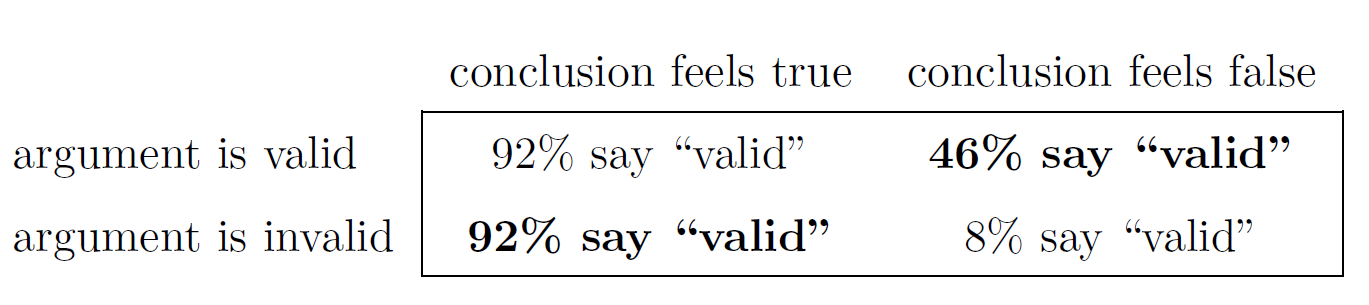 conclusion feels true conclusion feels false
argument is valid 92% say “valid” 46% say “valid”
argument is invalid 92% say “valid” 8% say “valid”